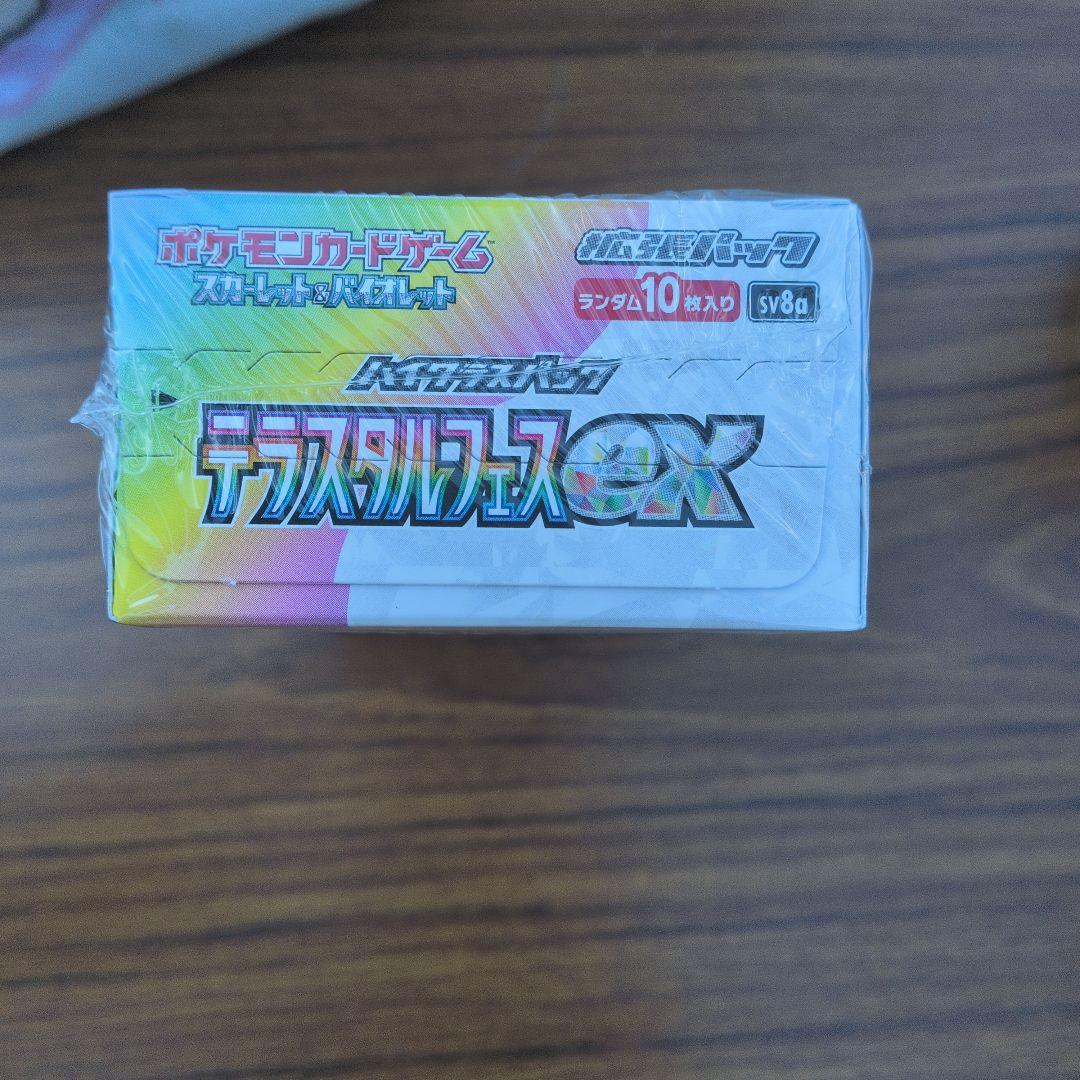 ポケモンカードゲーム™
スカーレット&バイオレット
拡張パック
ランダム10枚入り sv8a
ハイクラスパック
テラスタルフェスex